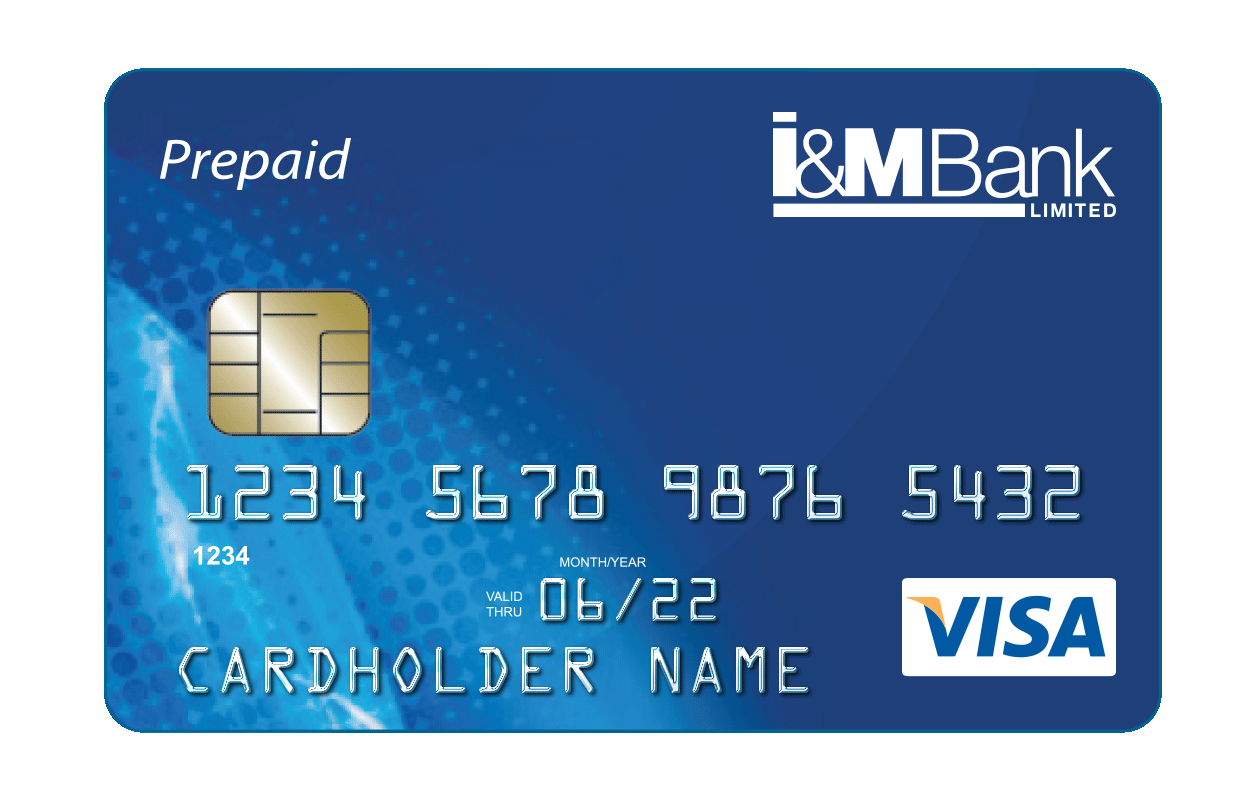 Prepaid
I&MBank
LIMITED
1234 5678 9876 5432
1234
MONTH/YEAR
VALID
THRU
06/22
CARDHOLDER NAME
VISA